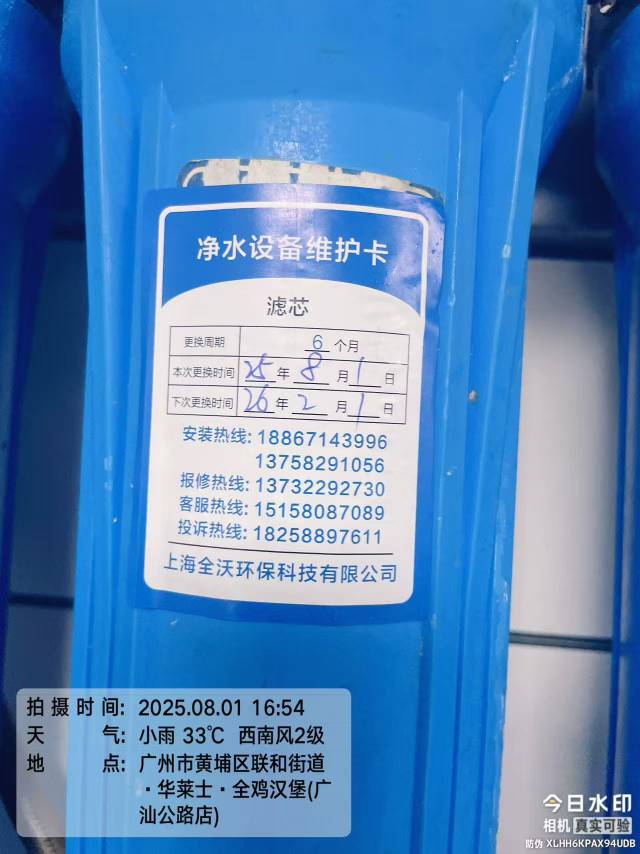 净水设备维护卡
滤芯
更换周期 6 个月
本次更换时间 25 年 8 月 1 日
下次更换时间 26 年 2 月 1 日
安装热线: 18867143996
13758291056
报修热线: 13732292730
客服热线: 15158087089
投诉热线: 18258897611
上海全沃环保科技有限公司
拍摄时间: 2025.08.01 16:54
天气: 小雨 33℃ 西南风2级
地点: 广州市黄埔区联和街道
·华莱士·全鸡汉堡(广
汕公路店)
今日水印
相机 真实可验
防伪 XLHH6KPAX94UDB